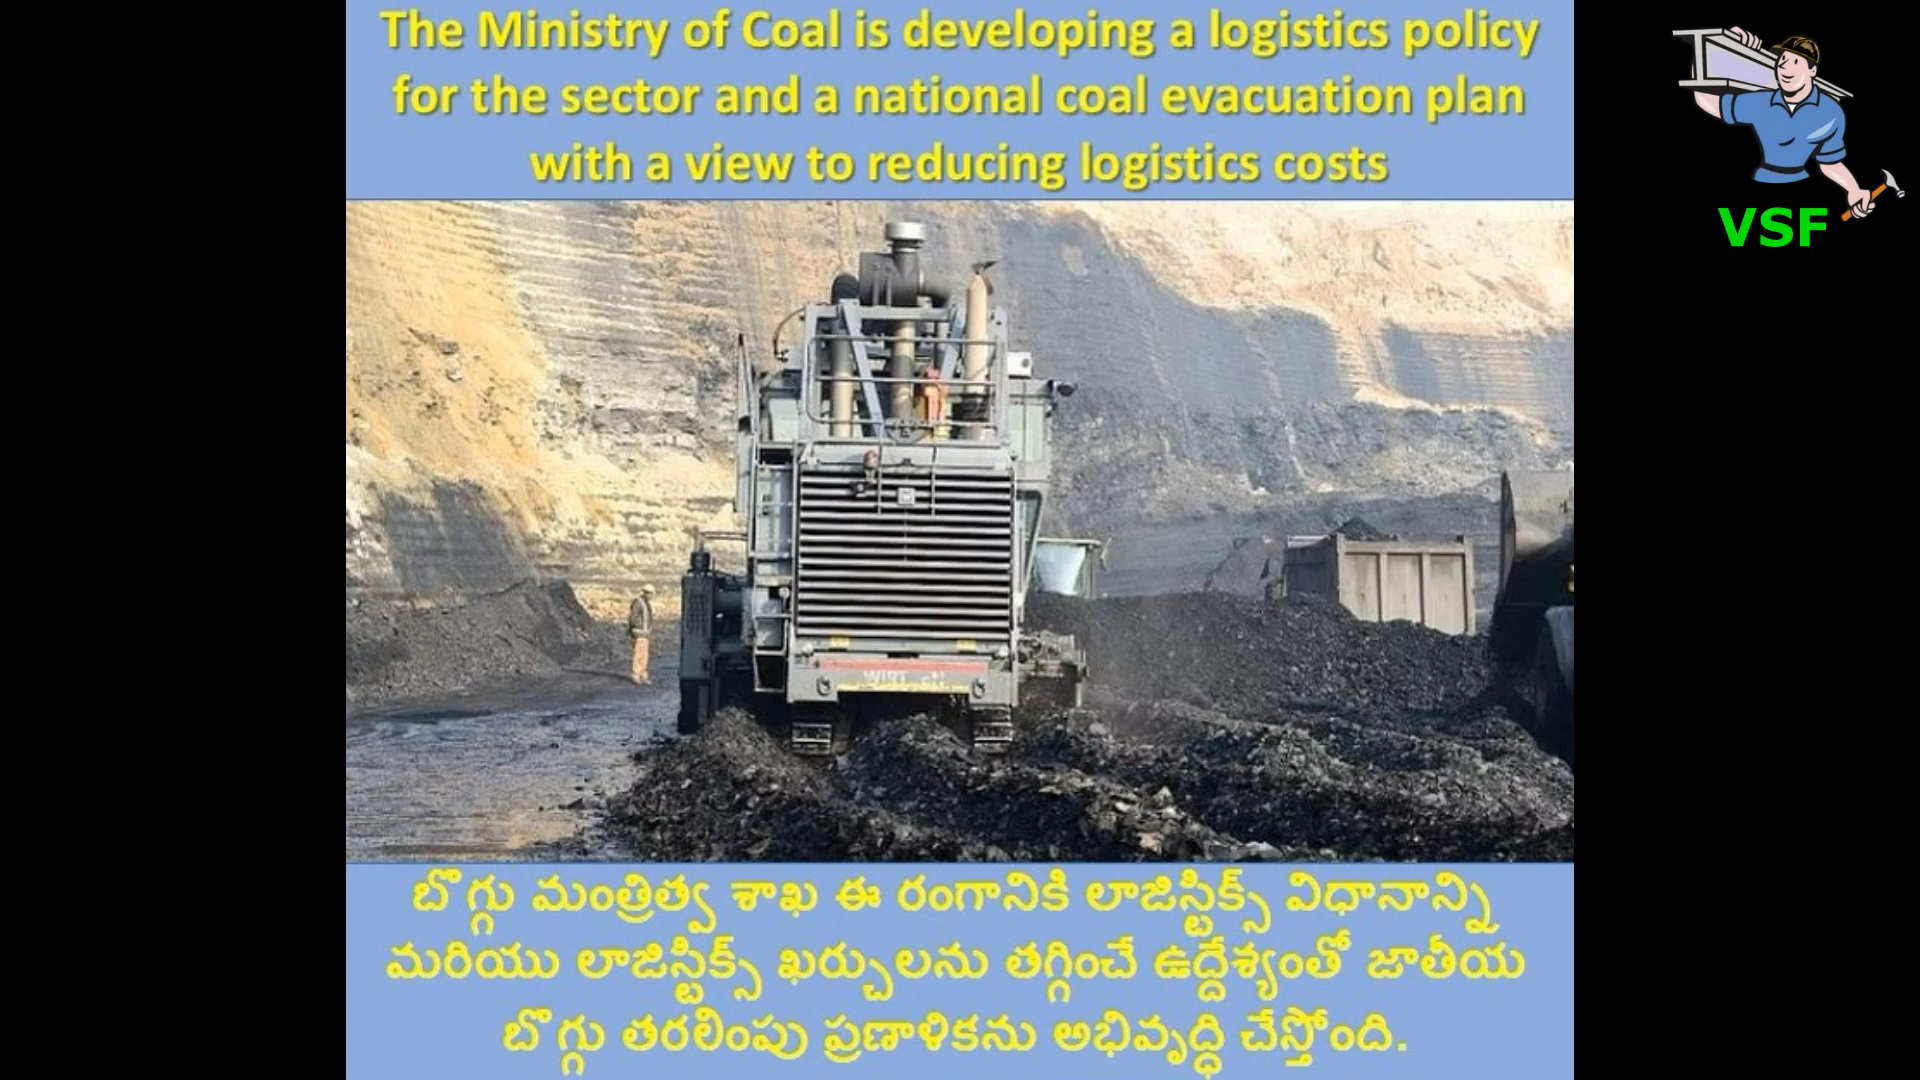 The Ministry of Coal is developing a logistics policy
for the sector and a national coal evacuation plan
with a view to reducing logistics costs
VSF
బొగ్గు మంత్రిత్వ శాఖ ఈ రంగానికి లాజిస్టిక్స్ విధానాన్ని
మరియు లాజిస్టిక్స్ ఖర్చులను తగ్గించే ఉద్దేశ్యంతో జాతీయ
బొగ్గు తరలింపు ప్రణాళికను అభివృద్ధి చేస్తోంది.